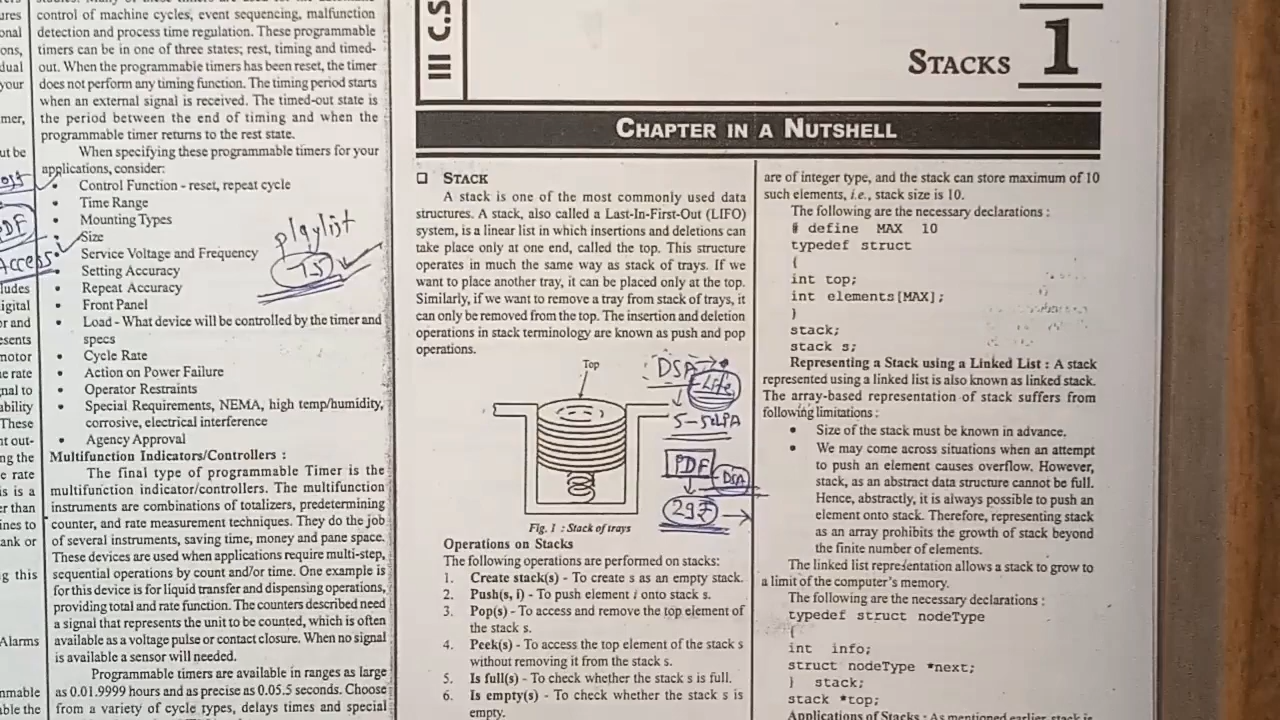 control of machine cycles, event sequencing, malfunction
detection and process time regulation. These programmable
timers can be in one of three states; rest, timing and timed-
out. When the programmable timers has been reset, the timer
does not perform any timing function. The timing period starts
when an external signal is received. The timed-out state is
the period between the end of timing and when the
programmable timer returns to the rest state.
When specifying these programmable timers for your
applications, consider:
• Control Function - reset, repeat cycle
• Time Range
• Mounting Types
• Size
• Service Voltage and Frequency
• Setting Accuracy
• Repeat Accuracy
• Front Panel
• Load - What device will be controlled by the timer and
specs
• Cycle Rate
• Action on Power Failure
• Operator Restraints
• Special Requirements, NEMA, high temp/humidity,
corrosive, electrical interference
• Agency Approval
Multifunction Indicators/Controllers :
The final type of programmable Timer is the
multifunction indicator/controllers. The multifunction
instruments are combinations of totalizers, predetermining
counter, and rate measurement techniques. They do the job
of several instruments, saving time, money and pane space.
These devices are used when applications require multi-step,
sequential operations by count and/or time. One example is
for this device is for liquid transfer and dispensing operations,
providing total and rate function. The counters described need
a signal that represents the unit to be counted, which is often
available as a voltage pulse or contact closure. When no signal
is available a sensor will needed.
Programmable timers are available in ranges as large
as 0.01.9999 hours and as precise as 0.05.5 seconds. Choose
from a variety of cycle types, delays times and special
playlist
PDF
Access
your
ut be
These
ng the
e rate
is is a
er than
ines to
ank or
g this
Alarms
III C.S
STACKS 1
CHAPTER IN A NUTSHELL
❑ STACK
A stack is one of the most commonly used data
structures. A stack, also called a Last-In-First-Out (LIFO)
system, is a linear list in which insertions and deletions can
take place only at one end, called the top. This structure
operates in much the same way as stack of trays. If we
want to place another tray, it can be placed only at the top.
Similarly, if we want to remove a tray from stack of trays, it
can only be removed from the top. The insertion and deletion
operations in stack terminology are known as push and pop
operations.
Top
DSA
Life
PDF
DSA
29₹
Fig. 1 : Stack of trays
Operations on Stacks
The following operations are performed on stacks:
1. Create stack(s) - To create s as an empty stack.
2. Push(s, i) - To push element i onto stack s.
3. Pop(s) - To access and remove the top element of
the stack s.
4. Peek(s) - To access the top element of the stack s
without removing it from the stack s.
5. Is full(s) - To check whether the stack s is full.
6. Is empty(s) - To check whether the stack s is
empty.
are of integer type, and the stack can store maximum of 10
such elements, i.e., stack size is 10.
The following are the necessary declarations :
# define MAX 10
typedef struct
{
int top;
int elements[MAX];
}
stack;
stack s;
Representing a Stack using a Linked List : A stack
represented using a linked list is also known as linked stack.
The array-based representation of stack suffers from
following limitations :
• Size of the stack must be known in advance.
• We may come across situations when an attempt
to push an element causes overflow. However,
stack, as an abstract data structure cannot be full.
Hence, abstractly, it is always possible to push an
element onto stack. Therefore, representing stack
as an array prohibits the growth of stack beyond
the finite number of elements.
The linked list representation allows a stack to grow to
a limit of the computer's memory.
The following are the necessary declarations :
typedef struct nodeType
{
int info;
struct nodeType *next;
} stack;
stack *top;
Applications of Stacks : As mentioned earlier stack is